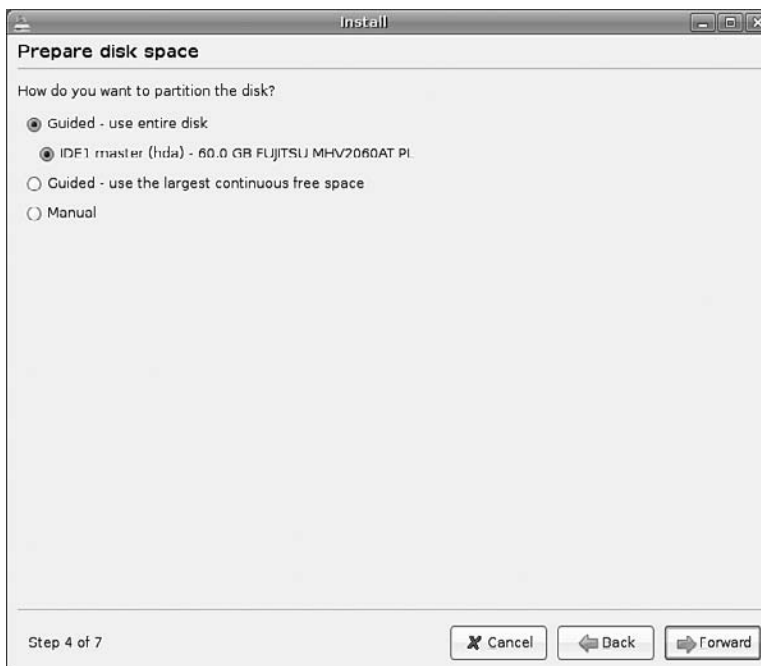 Install
Prepare disk space
How do you want to partition the disk?
Guided - use entire disk
IDE1 master (hda) - 60.0 GB FUJITSU MHV2060AT PL
Guided - use the largest continuous free space
Manual
Step 4 of 7
Cancel
Back
Forward